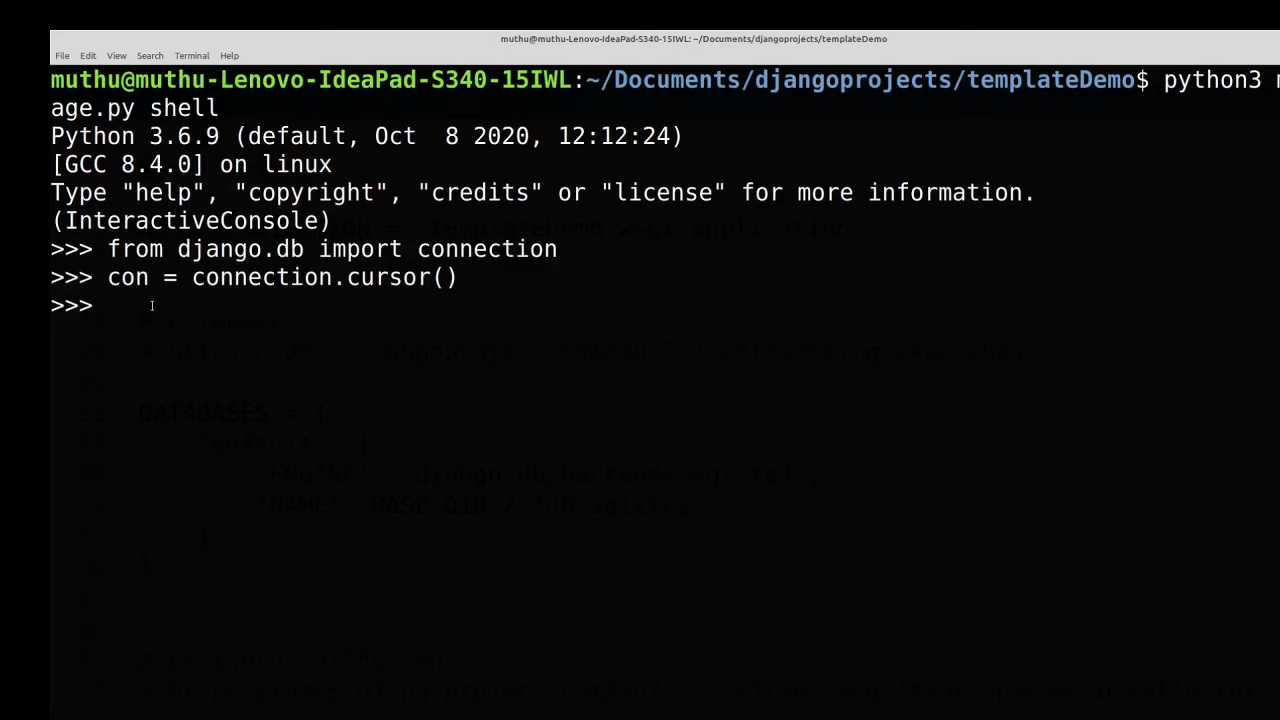 muthu@muthu-Lenovo-IdeaPad-S340-15IWL: ~/Documents/djangoprojects/templateDemo
File Edit View Search Terminal Help
muthu@muthu-Lenovo-IdeaPad-S340-15IWL:~/Documents/djangoprojects/templateDemo$ python3 m
age.py shell
Python 3.6.9 (default, Oct  8 2020, 12:12:24)
[GCC 8.4.0] on linux
Type "help", "copyright", "credits" or "license" for more information.
(InteractiveConsole)
>>> from django.db import connection
>>> con = connection.cursor()
>>>
DATABASES = {
'default' {
'ENGINE' django.db.backends.sqlite3',
'NAME': BASE_DIR / 'db.sqlite3
}
}